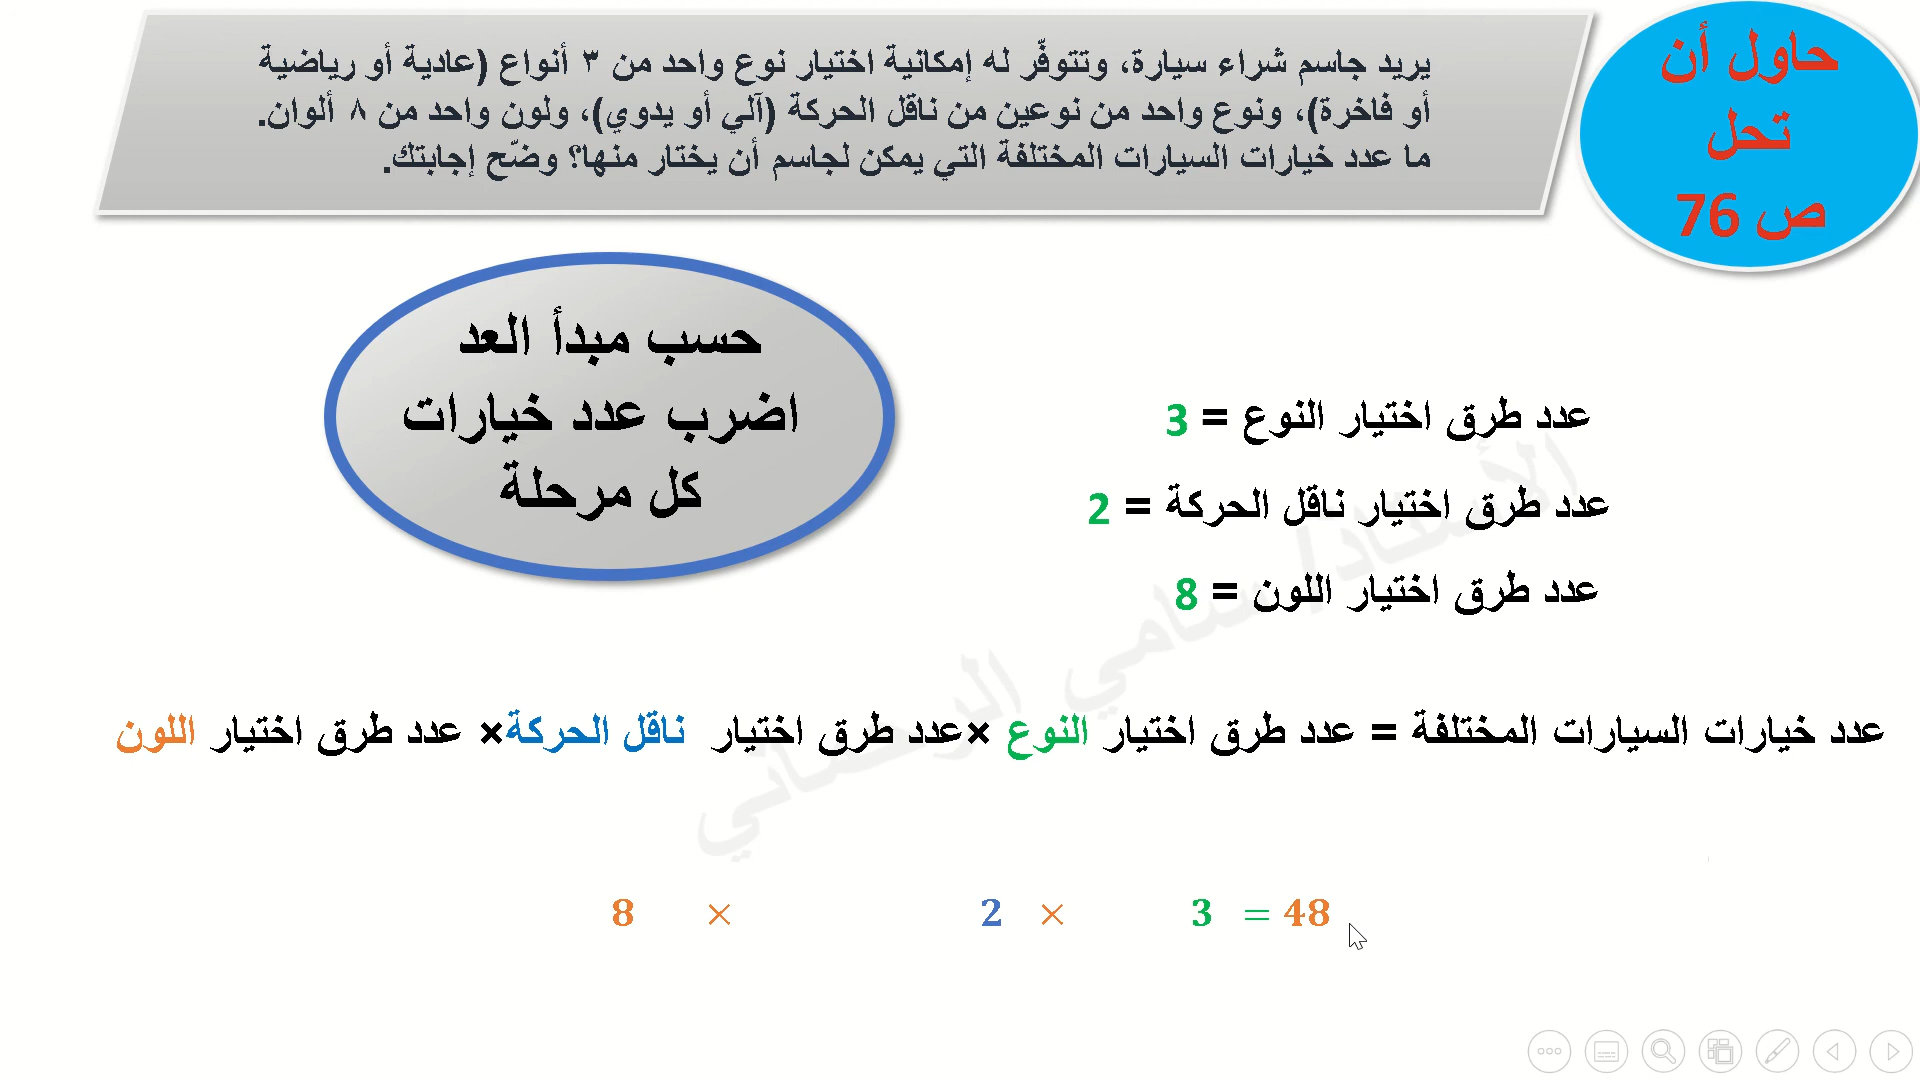 حاول أن
تحل
ص 76
يريد جاسم شراء سيارة، وتتوفّر له إمكانية اختيار نوع واحد من ٣ أنواع (عادية أو رياضية
أو فاخرة)، ونوع واحد من نوعين من ناقل الحركة (آلي أو يدوي)، ولون واحد من ٨ ألوان.
ما عدد خيارات السيارات المختلفة التي يمكن لجاسم أن يختار منها؟ وضّح إجابتك.
حسب مبدأ العد
اضرب عدد خيارات
كل مرحلة
عدد طرق اختيار النوع = 3
عدد طرق اختيار ناقل الحركة = 2
عدد طرق اختيار اللون = 8
عدد خيارات السيارات المختلفة = عدد طرق اختيار النوع ×عدد طرق اختيار ناقل الحركة× عدد طرق اختيار اللون
8 × 2 × 3 = 48
الأستاذ/ سامي الرمضاني